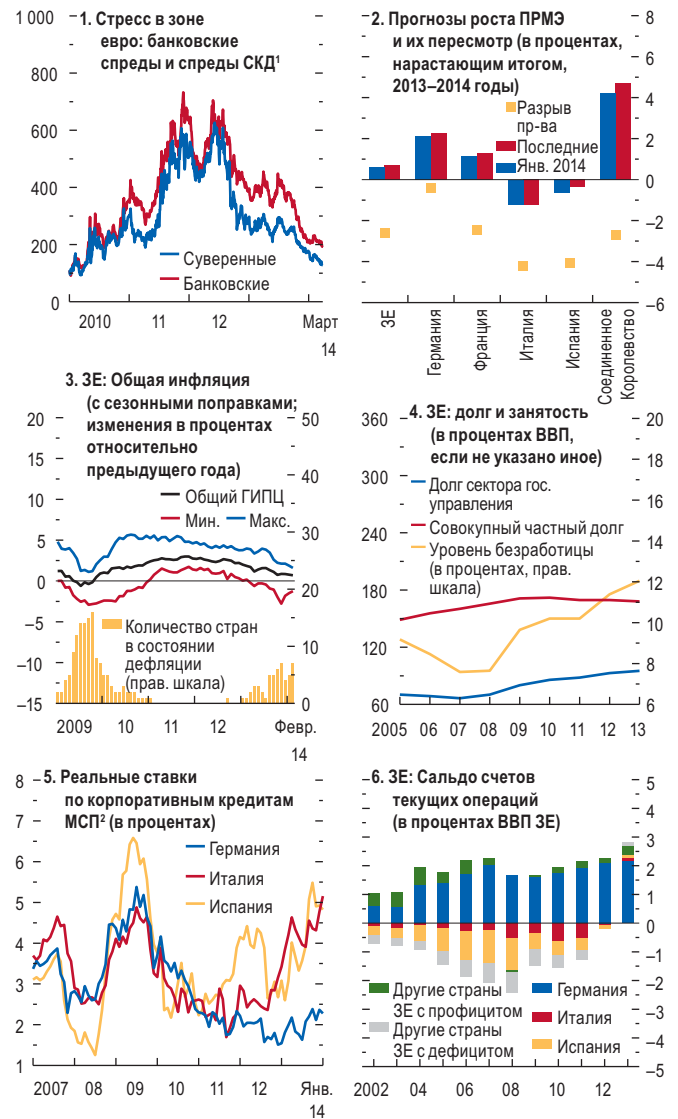 1. Стресс в зоне
евро: банковские
спреды и спреды СКД¹
1 000
800
600
400
200
0
Суверенные
Банковские
2010
11
12
Март
14
2. Прогнозы роста ПРМЭ
и их пересмотр (в процентах,
нарастающим итогом,
2013–2014 годы)
8
6
4
2
0
–2
–4
–6
Разрыв
пр-ва
Последние
Янв. 2014
ЗЕ
Германия
Франция
Италия
Испания
Соединенное
Королевство
3. ЗЕ: Общая инфляция
(с сезонными поправками;
изменения в процентах
относительно
предыдущего года)
20
15
10
5
0
–5
–10
–15
50
40
30
20
10
0
Общий ГИПЦ
Мин.
Макс.
Количество стран
в состоянии
дефляции
(прав. шкала)
2009
10
11
12
Февр.
14
4. ЗЕ: долг и занятость
(в процентах ВВП,
если не указано иное)
360
300
240
180
120
60
20
18
16
14
12
10
8
6
Долг сектора гос.
управления
Совокупный частный долг
Уровень безработицы
(в процентах, прав.
шкала)
2005
06
07
08
09
10
11
12
13
5. Реальные ставки
по корпоративным кредитам
МСП² (в процентах)
8
7
6
5
4
3
2
1
Германия
Италия
Испания
2007
08
09
10
11
12
Янв.
14
6. ЗЕ: Сальдо счетов
текущих операций
(в процентах ВВП ЗЕ)
5
4
3
2
1
0
–1
–2
–3
–4
–5
Другие страны
ЗЕ с профицитом
Другие страны
ЗЕ с дефицитом
Германия
Италия
Испания
2002
04
06
08
10
12